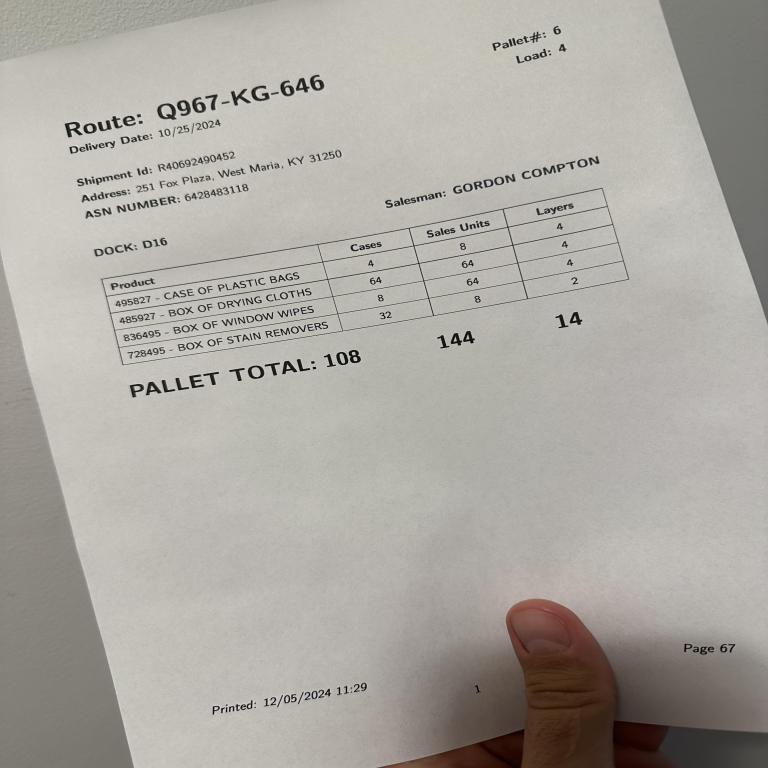 Pallet#: 6
Load: 4
Route: Q967-KG-646
Delivery Date: 10/25/2024
Shipment Id: R40692490452
Address: 251 Fox Plaza, West Maria, KY 31250
ASN NUMBER: 6428483118
Salesman: GORDON COMPTON
DOCK: D16
Product Cases Sales Units Layers
495827 - CASE OF PLASTIC BAGS 4 8 4
485927 - BOX OF DRYING CLOTHS 64 64 4
836495 - BOX OF WINDOW WIPES 8 64 4
728495 - BOX OF STAIN REMOVERS 32 8 2
PALLET TOTAL: 108 144 14
Printed: 12/05/2024 11:29 1 Page 67